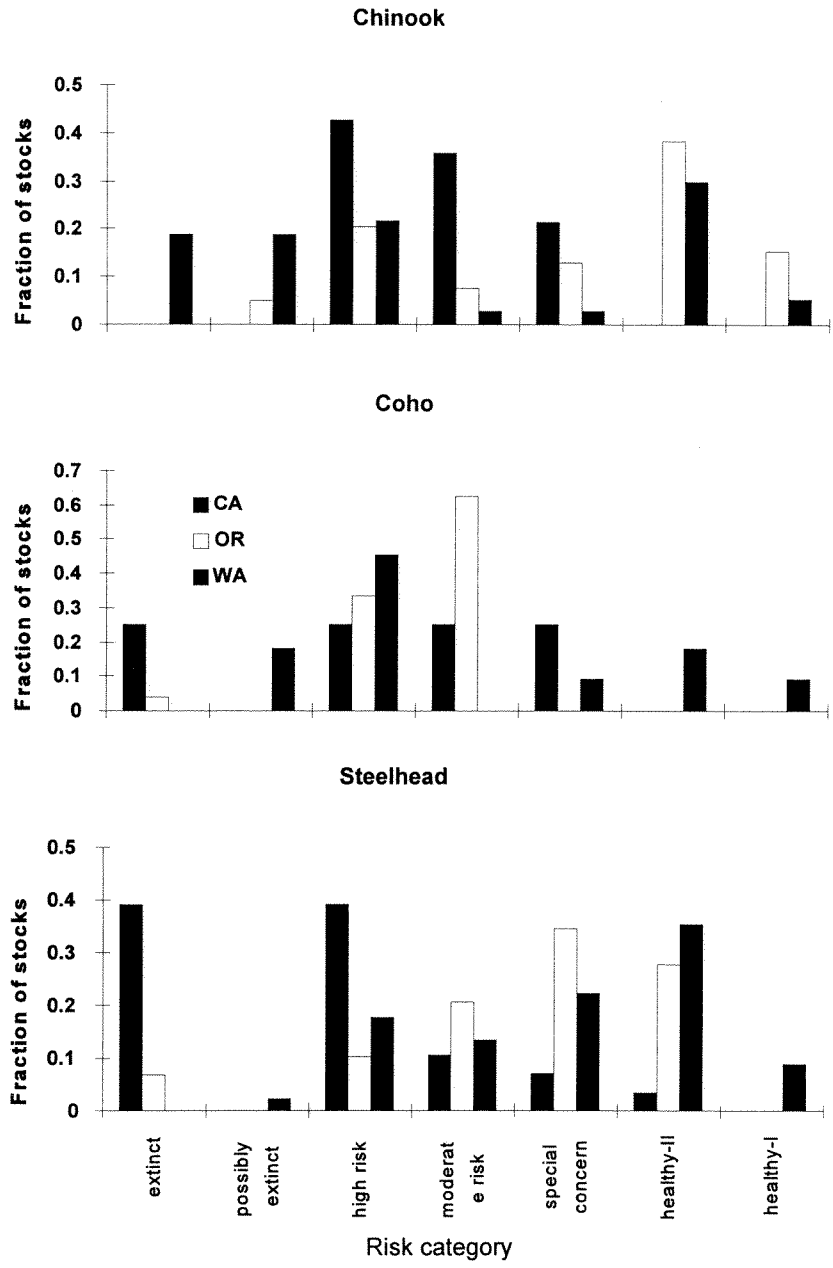 Chinook
Fraction of stocks
0.5
0.4
0.3
0.2
0.1
0
Coho
Fraction of stocks
0.7
0.6
0.5
0.4
0.3
0.2
0.1
0
CA
OR
WA
Steelhead
Fraction of stocks
0.5
0.4
0.3
0.2
0.1
0
extinct
possibly
extinct
high risk
moderat
e risk
special
concern
healthy-II
healthy-I
Risk category